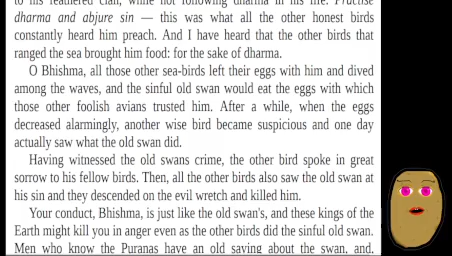 to his feathered clan, while not following dharma in his life. Practise
dharma and abjure sin — this was what all the other honest birds
constantly heard him preach. And I have heard that the other birds that
ranged the sea brought him food: for the sake of dharma.
O Bhishma, all those other sea-birds left their eggs with him and dived
among the waves, and the sinful old swan would eat the eggs with which
those other foolish avians trusted him. After a while, when the eggs
decreased alarmingly, another wise bird became suspicious and one day
actually saw what the old swan did.
Having witnessed the old swans crime, the other bird spoke in great
sorrow to his fellow birds. Then, all the other birds also saw the old swan at
his sin and they descended on the evil wretch and killed him.
Your conduct, Bhishma, is just like the old swan's, and these kings of the
Earth might kill you in anger even as the other birds did the sinful old swan.
Men who know the Puranas have an old saying about the swan, and,